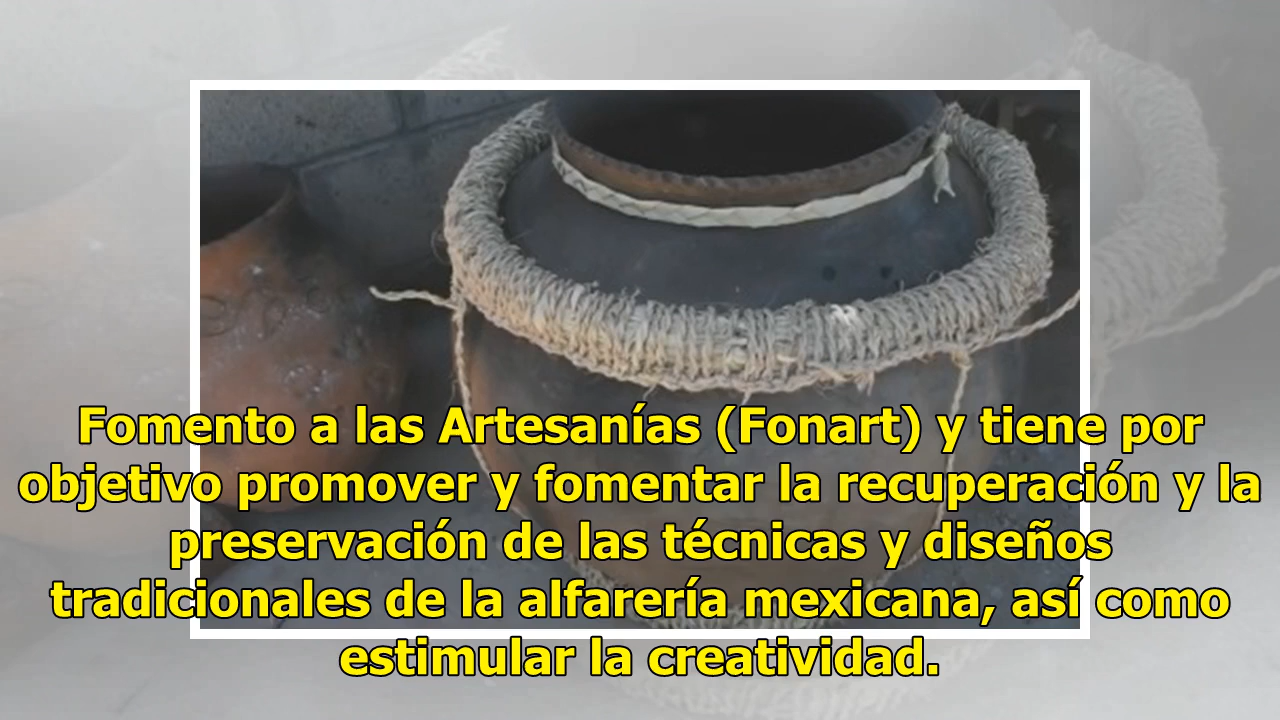 Fomento a las Artesanías (Fonart) y tiene por
objetivo promover y fomentar la recuperación y la
preservación de las técnicas y diseños
tradicionales de la alfarería mexicana, así como
estimular la creatividad.